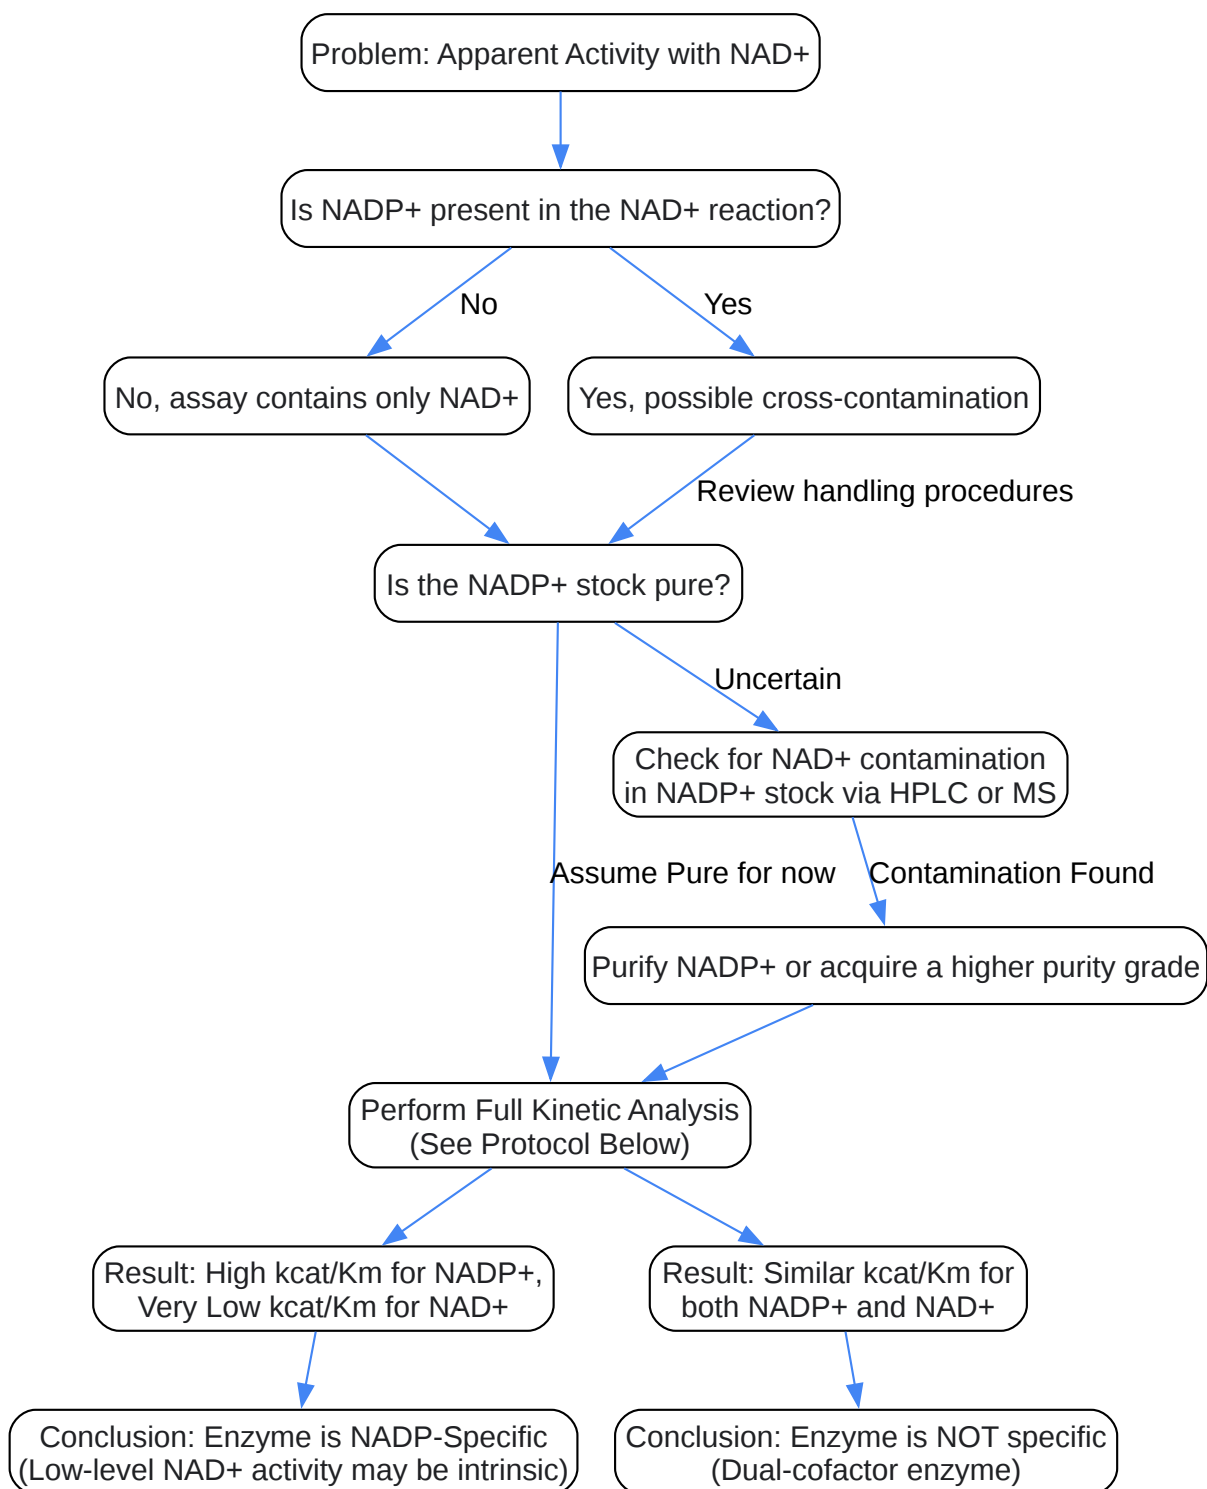 Problem: Apparent Activity with NAD+
Is NADP+ present in the NAD+ reaction?
No
Yes
No, assay contains only NAD+
Yes, possible cross-contamination
Review handling procedures
Is the NADP+ stock pure?
Uncertain
Check for NAD+ contamination
in NADP+ stock via HPLC or MS
Assume Pure for now
Contamination Found
Purify NADP+ or acquire a higher purity grade
Perform Full Kinetic Analysis
(See Protocol Below)
Result: High kcat/Km for NADP+,
Very Low kcat/Km for NAD+
Result: Similar kcat/Km for
both NADP+ and NAD+
Conclusion: Enzyme is NADP-Specific
(Low-level NAD+ activity may be intrinsic)
Conclusion: Enzyme is NOT specific
(Dual-cofactor enzyme)